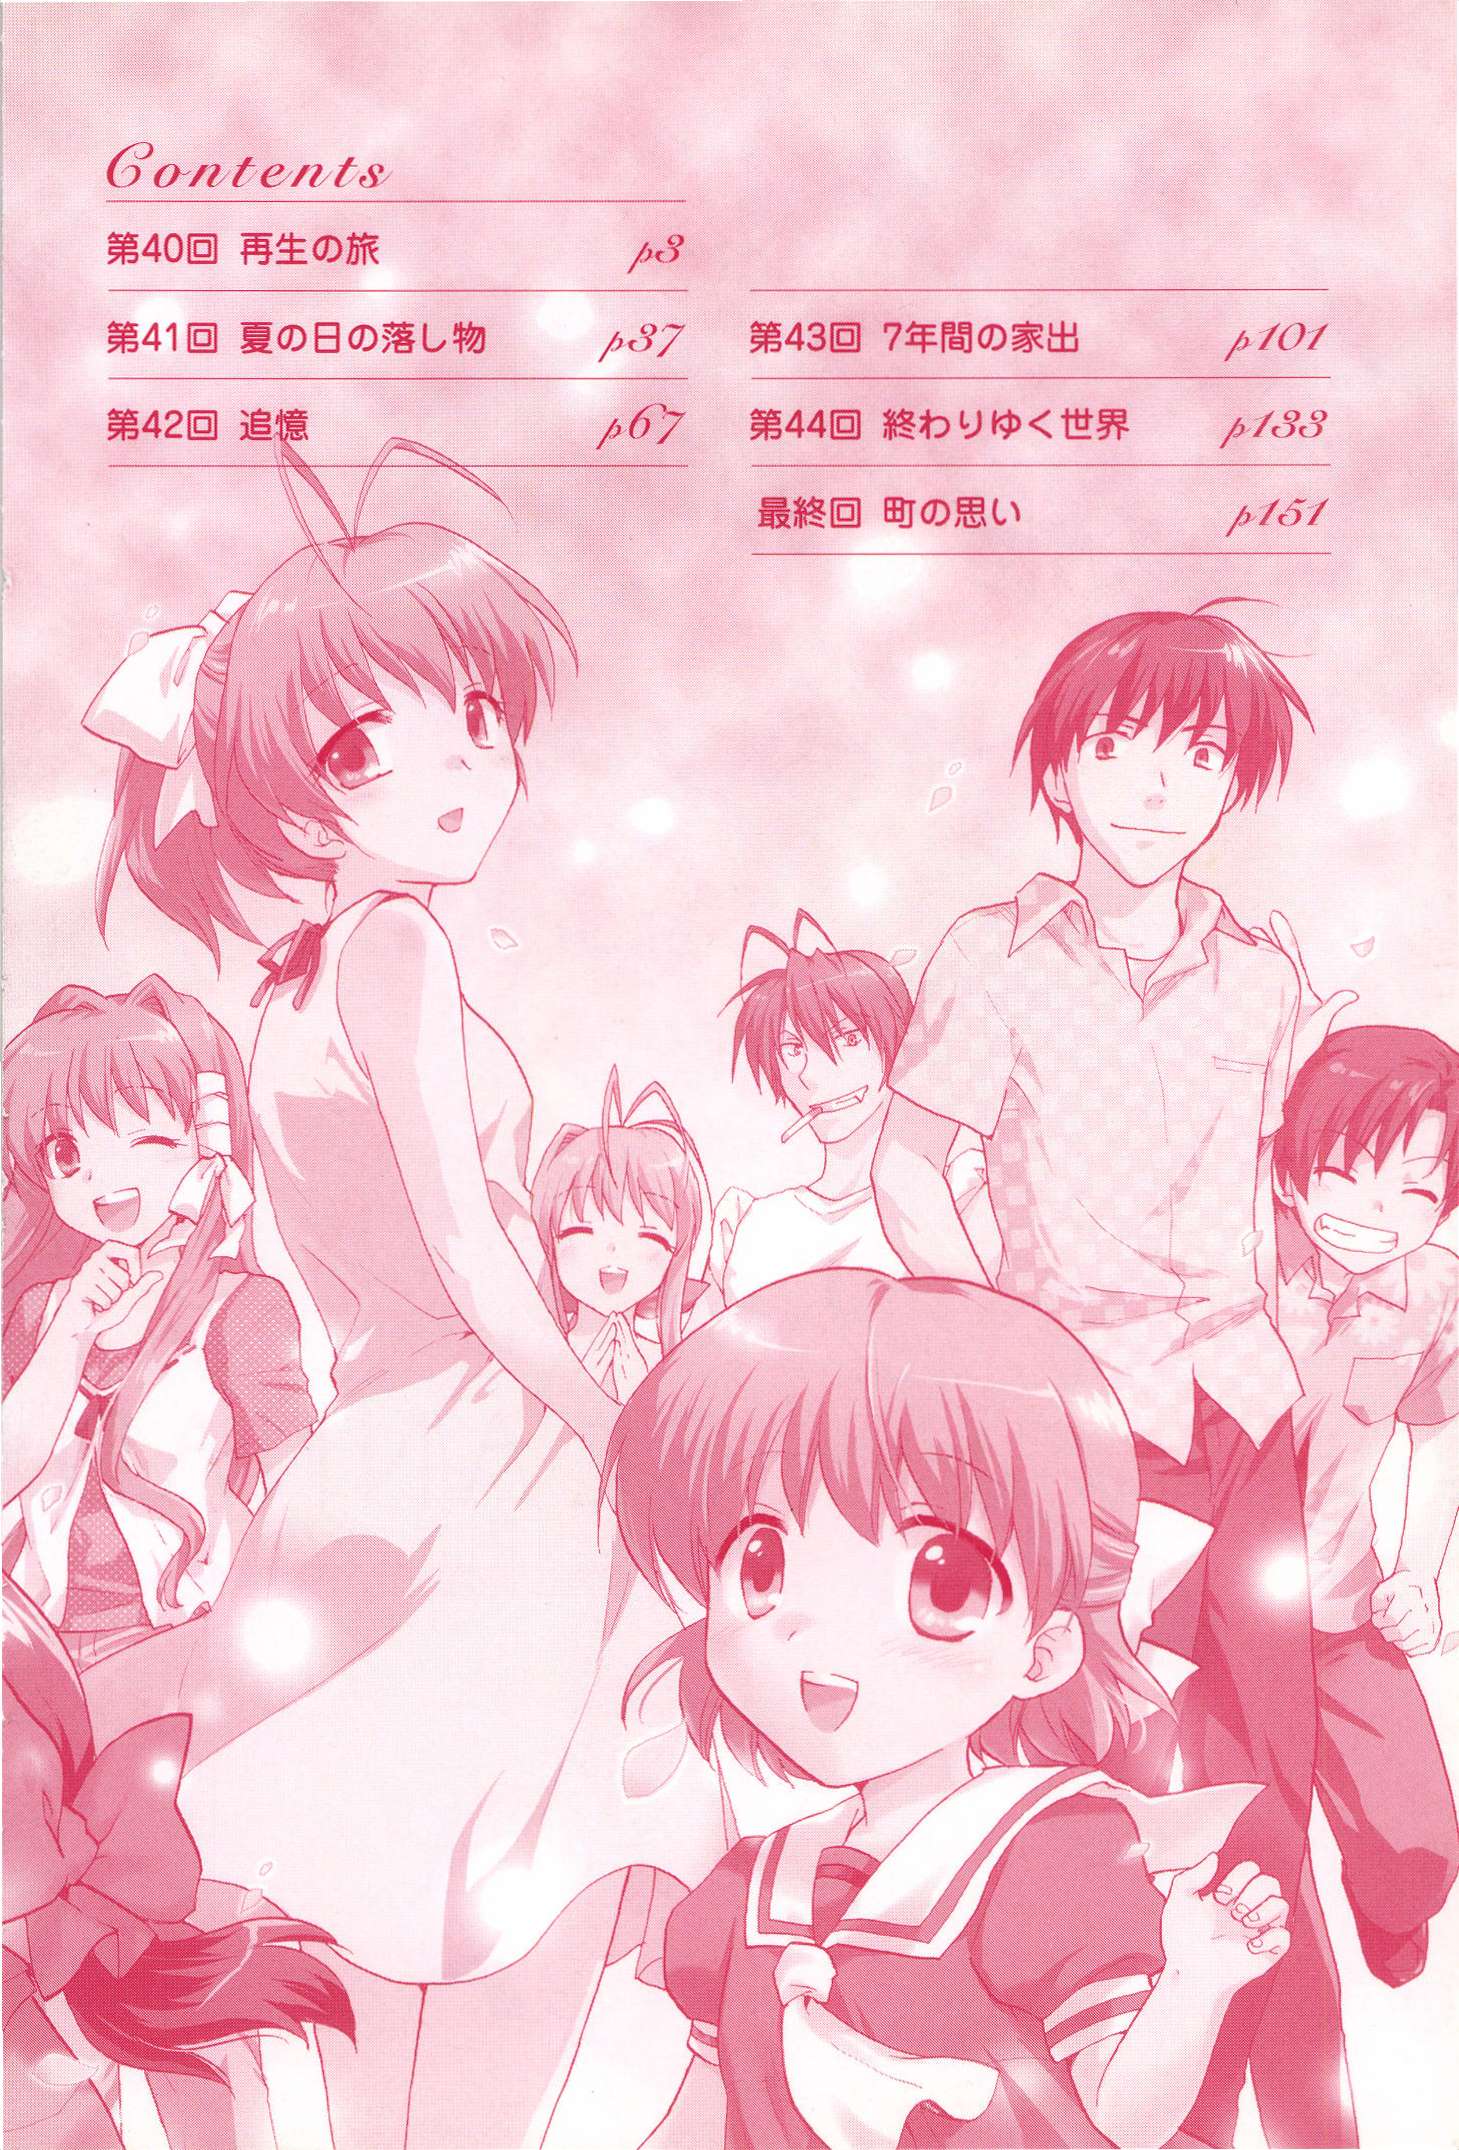 Contents
第40回 再生の旅 p3
第41回 夏の日の落し物 p37
第42回 追憶 p67
第43回 7年間の家出 p101
第44回 終わりゆく世界 p133
最終回 町の思い p151